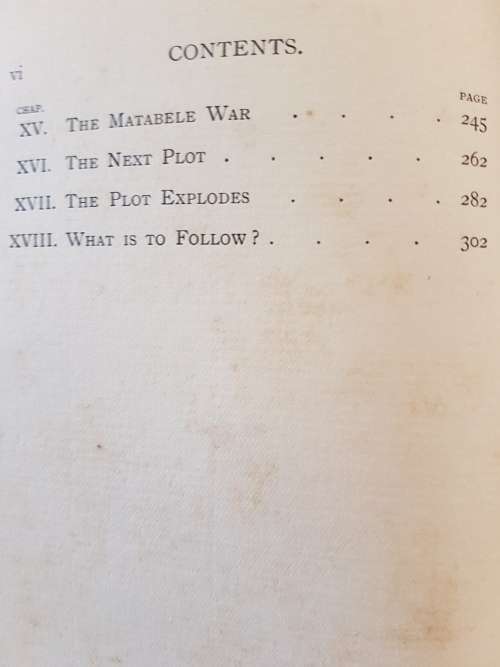 CONTENTS.
vi
CHAP. PAGE
XV. THE MATABELE WAR . . . . 245
XVI. THE NEXT PLOT . . . . . 262
XVII. THE PLOT EXPLODES . . . . 282
XVIII. WHAT IS TO FOLLOW? . . . . 302